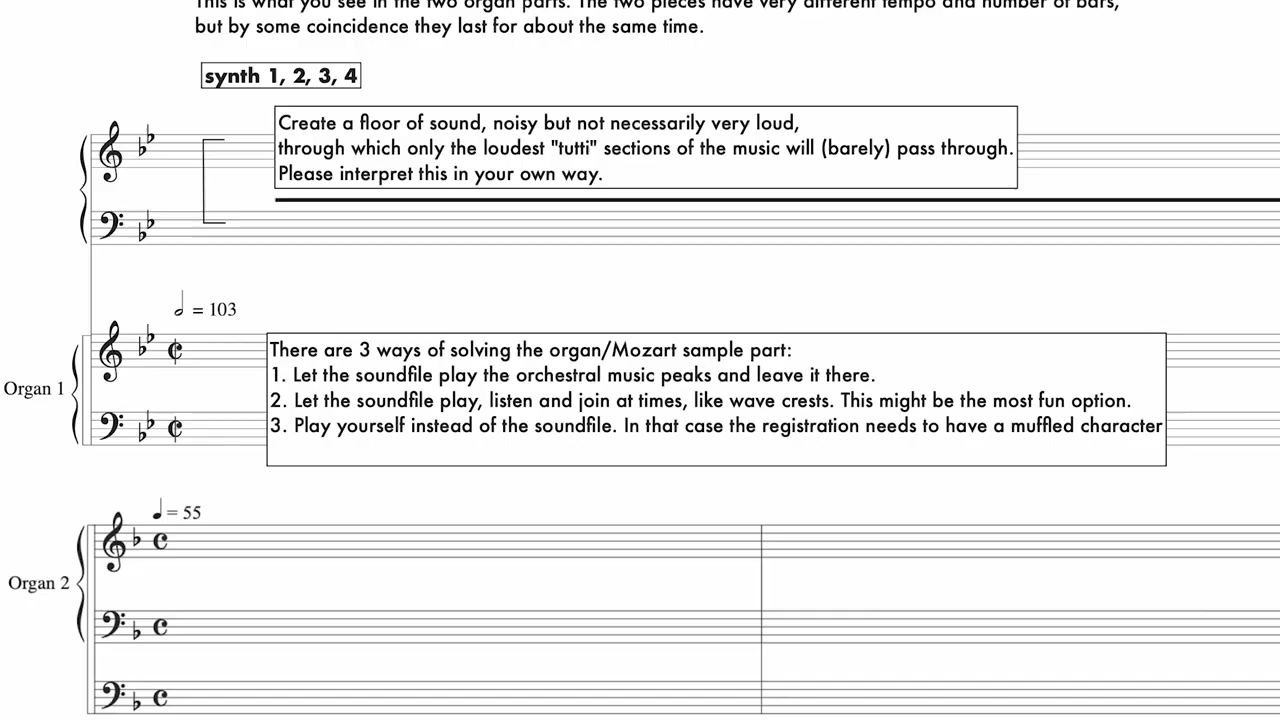 This is what you see in the two organ parts. The two pieces have very different tempo and number of bars,
but by some coincidence they last for about the same time.
synth 1, 2, 3, 4
Create a floor of sound, noisy but not necessarily very loud,
through which only the loudest "tutti" sections of the music will (barely) pass through.
Please interpret this in your own way.
= 103
Organ 1
There are 3 ways of solving the organ/Mozart sample part:
1. Let the soundfile play the orchestral music peaks and leave it there.
2. Let the soundfile play, listen and join at times, like wave crests. This might be the most fun option.
3. Play yourself instead of the soundfile. In that case the registration needs to have a muffled character
= 55
Organ 2